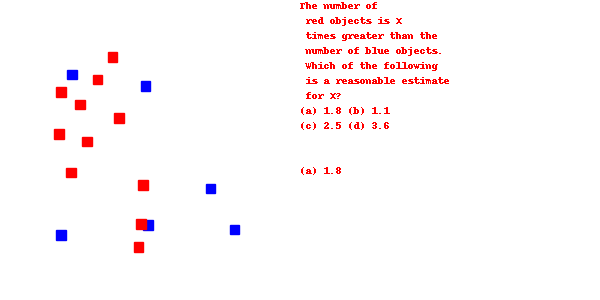 The number of
red objects is X
times greater than the
number of blue objects.
Which of the following
is a reasonable estimate
for X?
(a) 1.8 (b) 1.1
(c) 2.5 (d) 3.6
(a) 1.8